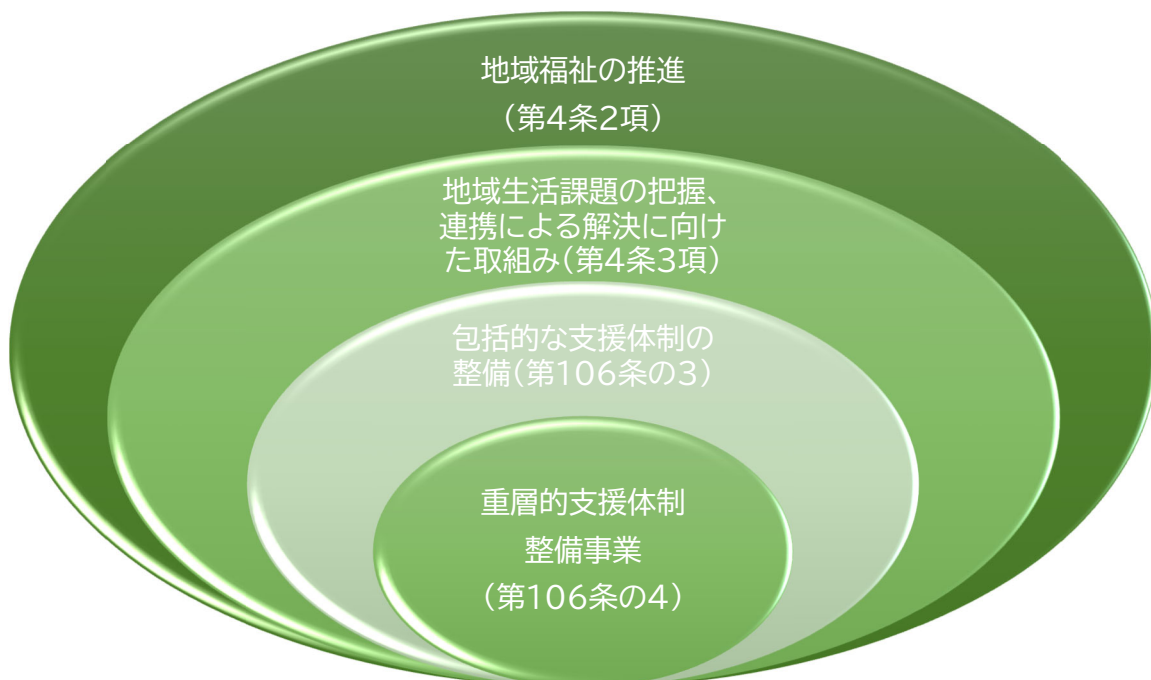 地域福祉の推進
（第4条2項）
地域生活課題の把握、
連携による解決に向け
た取組み（第4条3項）
包括的な支援体制の
整備（第106条の3）
重層的支援体制
整備事業
（第106条の4）